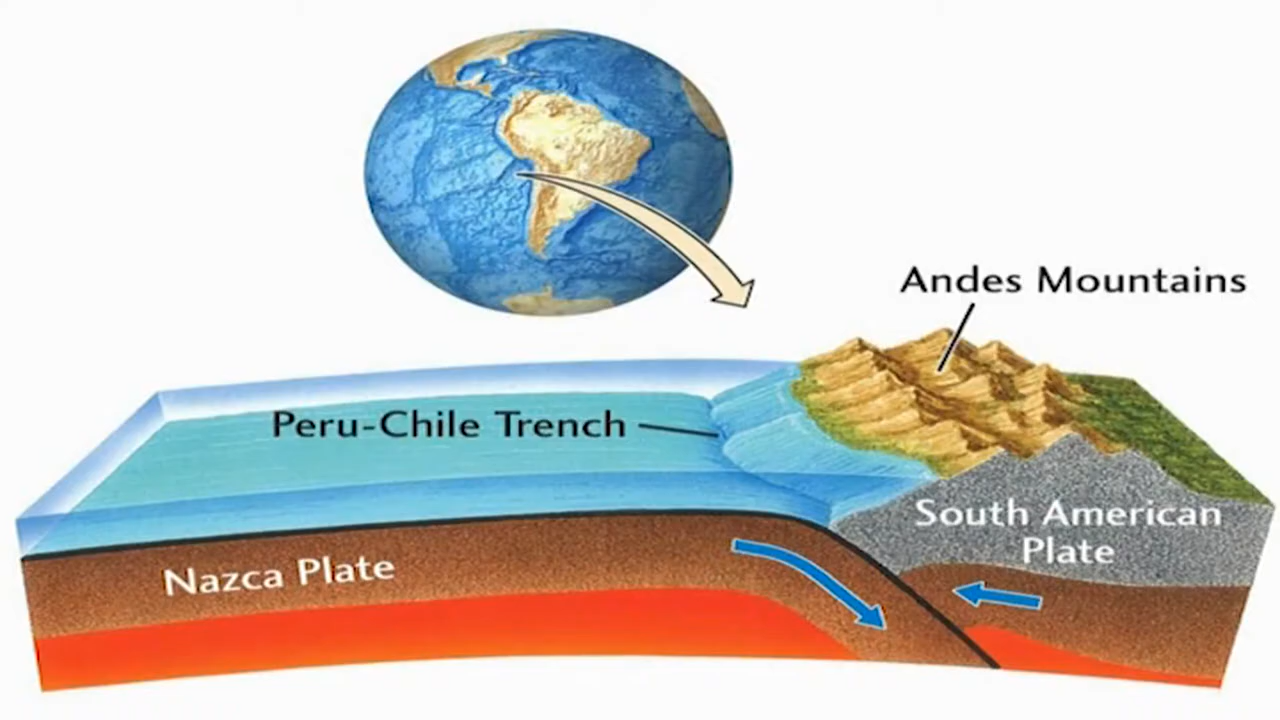 Andes Mountains
Peru-Chile Trench
South American
Plate
Nazca Plate